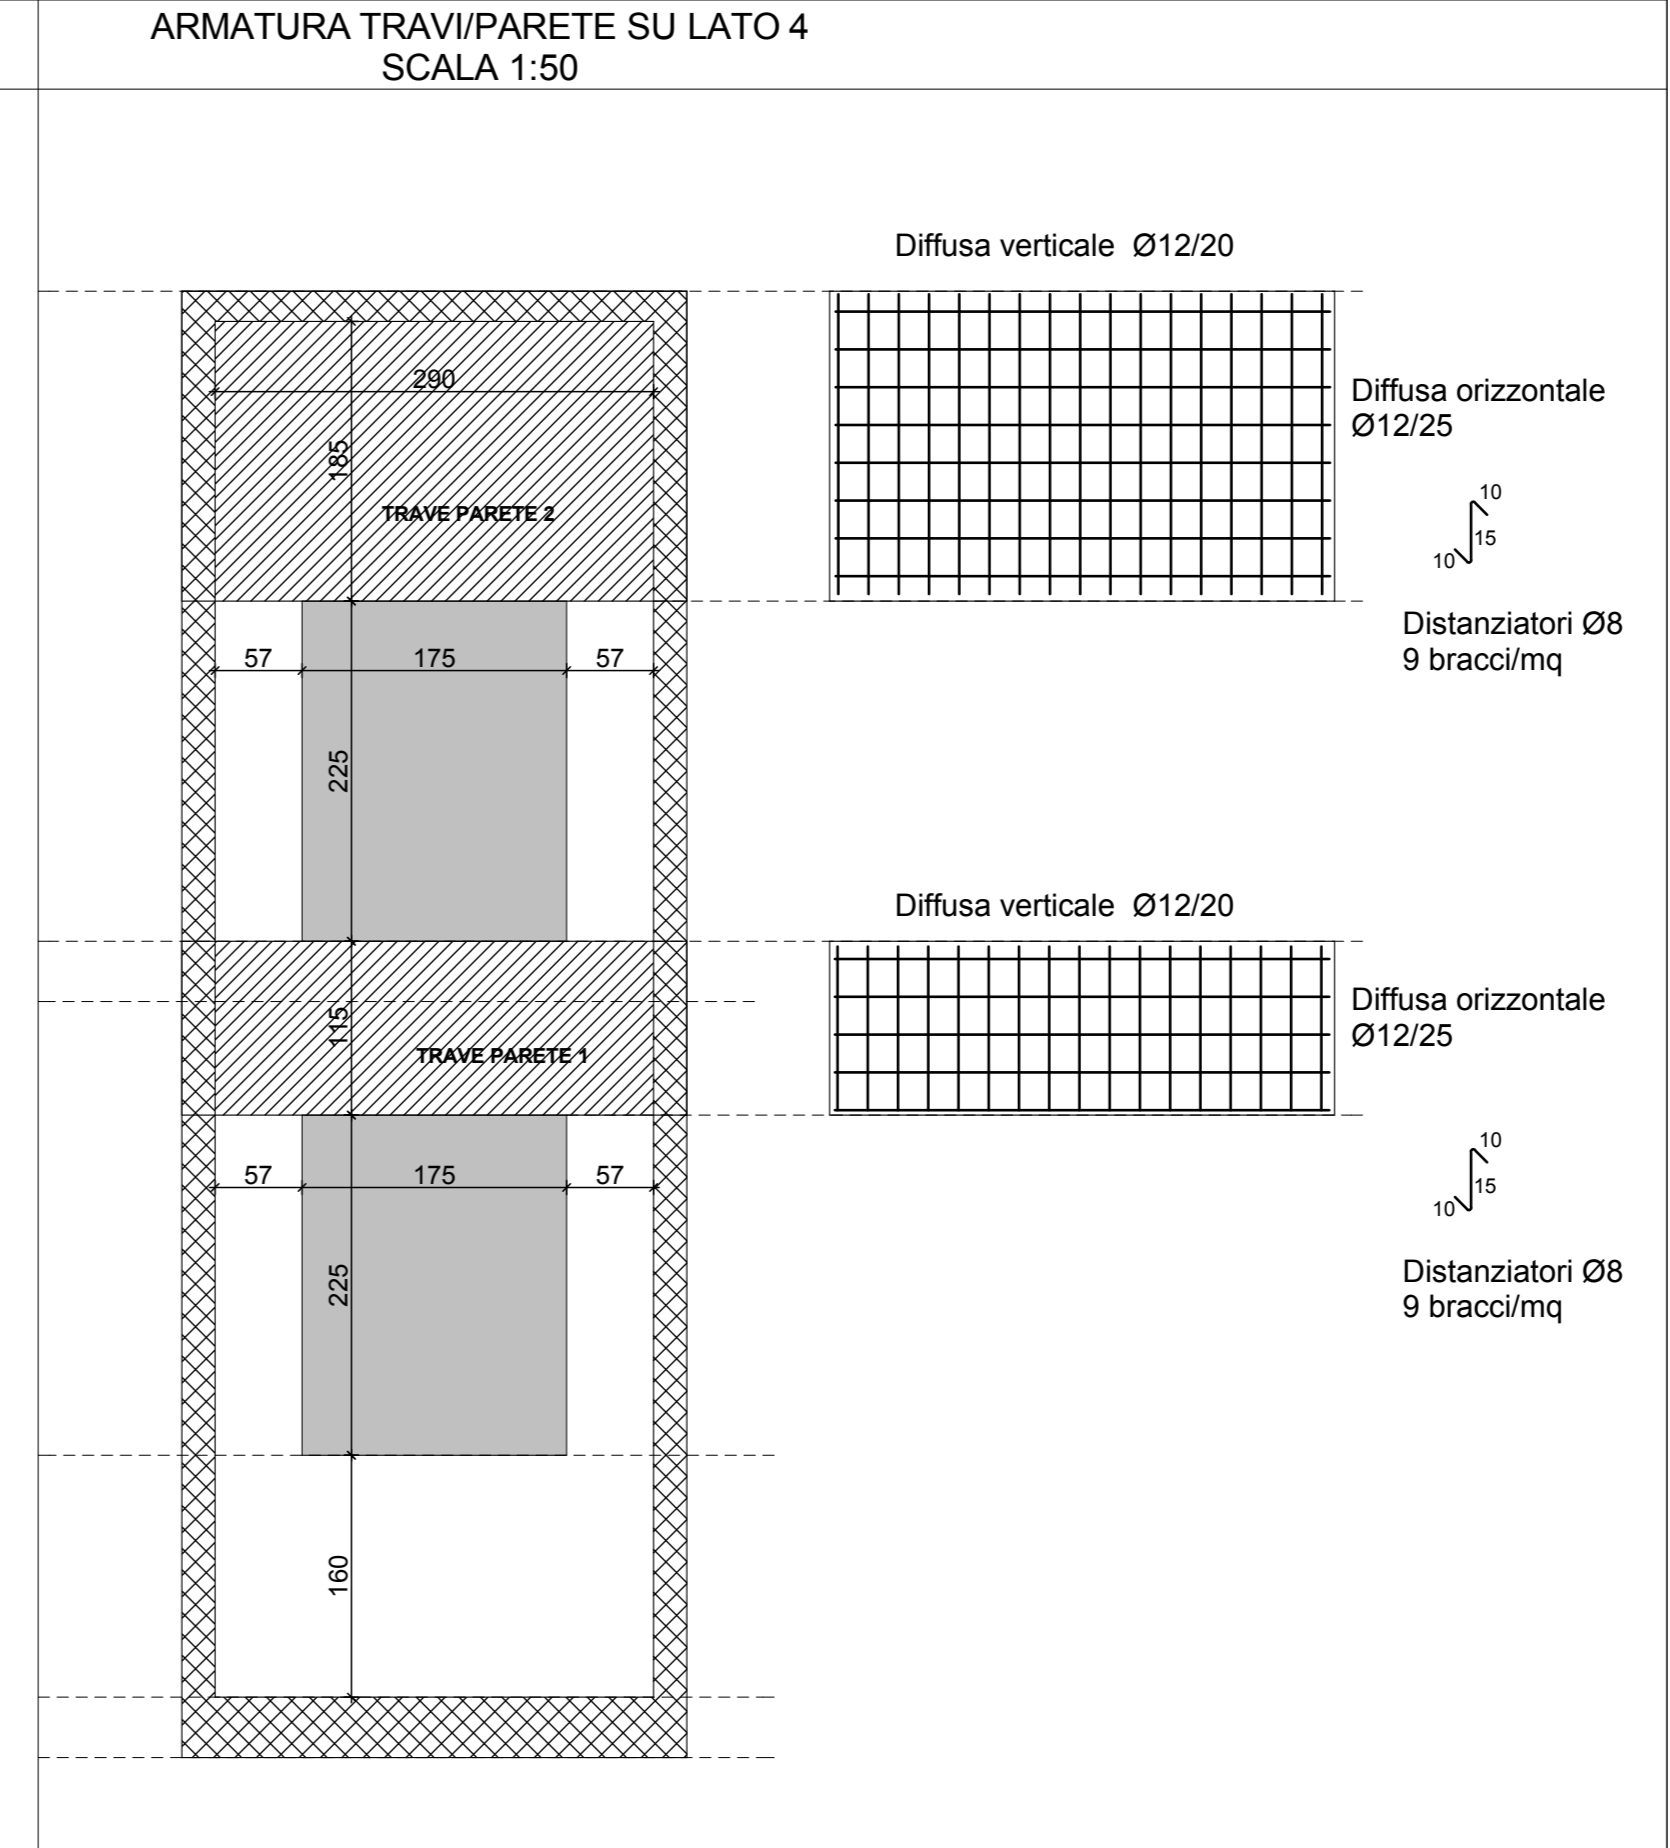 ARMATURA TRAVI/PARETE SU LATO 4
SCALA 1:50
Diffusa verticale Ø12/20
290
185
TRAVE PARETE 2
Diffusa orizzontale
Ø12/25
10
15
10
Distanziatori Ø8
9 bracci/mq
57
175
57
225
Diffusa verticale Ø12/20
115
TRAVE PARETE 1
Diffusa orizzontale
Ø12/25
10
15
10
Distanziatori Ø8
9 bracci/mq
57
175
57
225
160